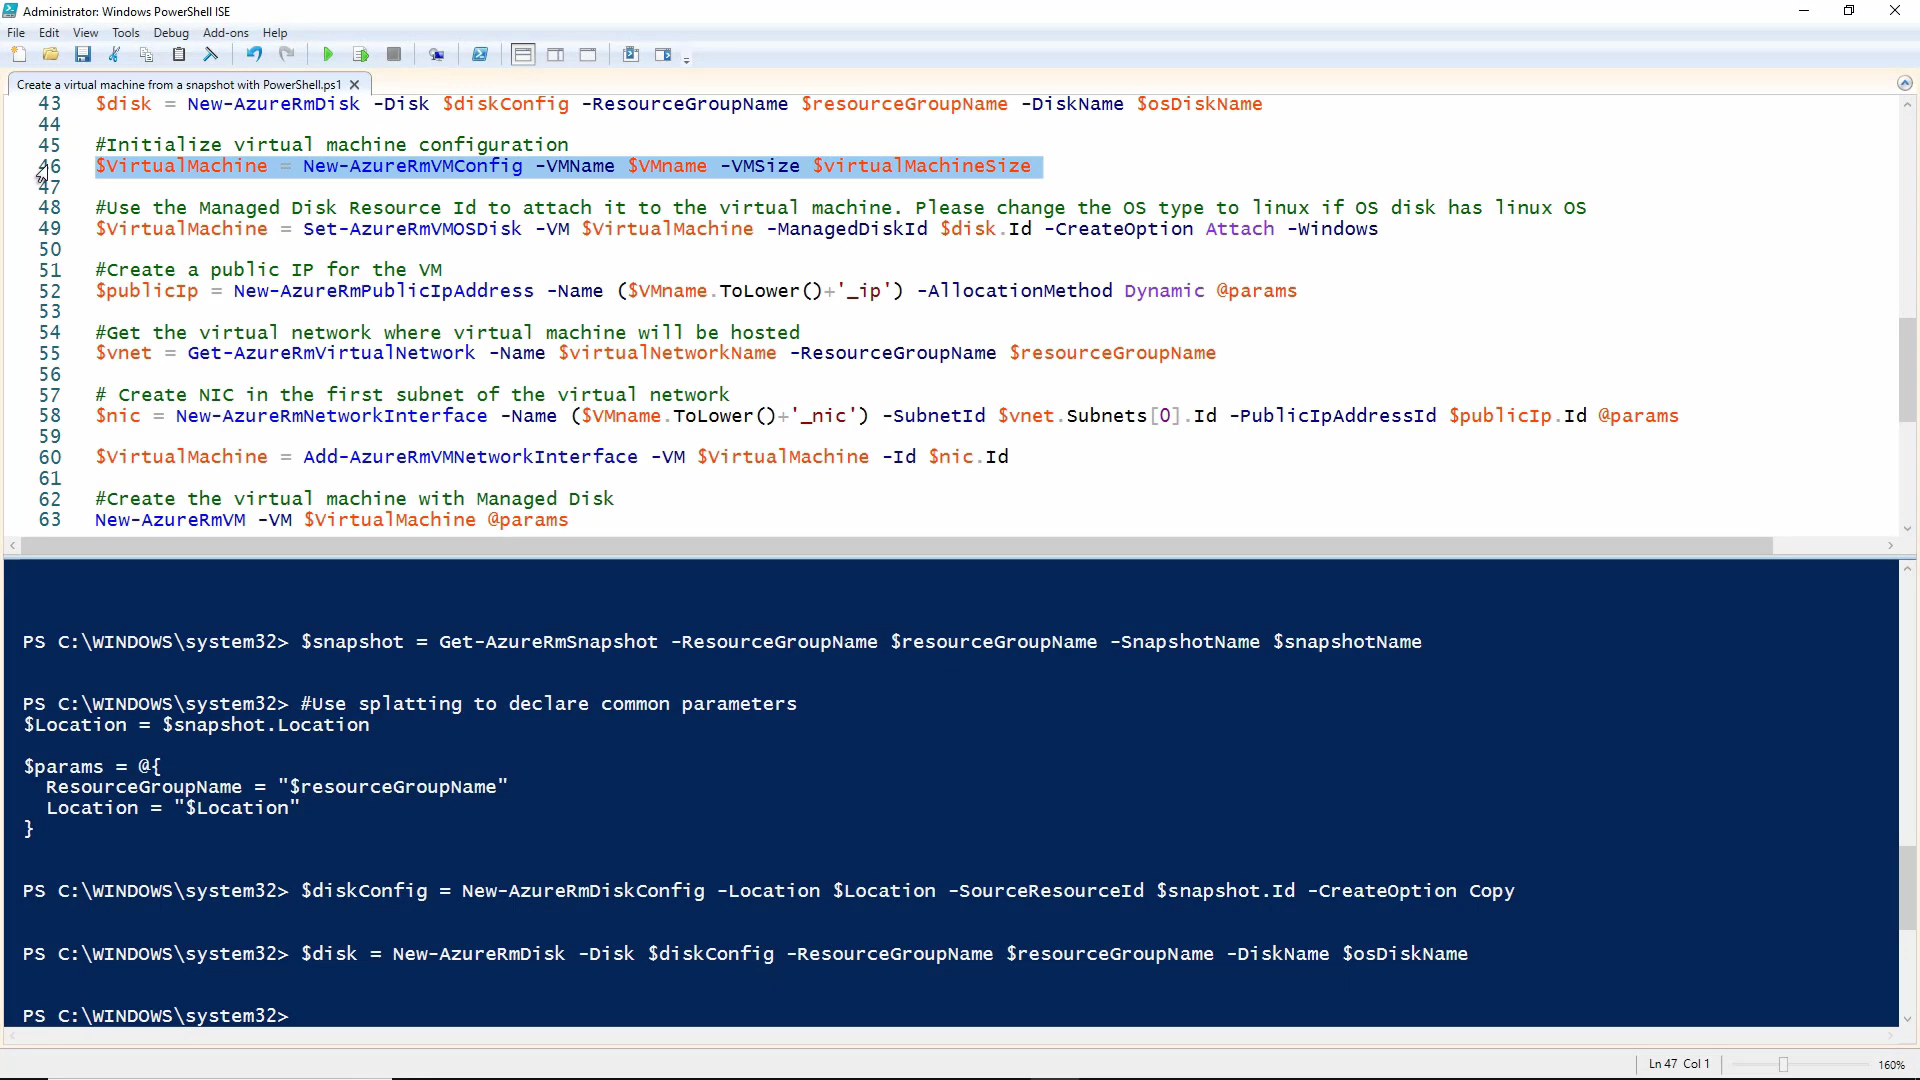 Administrator: Windows PowerShell ISE
File Edit View Tools Debug Add-ons Help
Create a virtual machine from a snapshot with PowerShell.ps1
43 $disk = New-AzureRmDisk -Disk $diskConfig -ResourceGroupName $resourceGroupName -DiskName $osDiskName
44
45 #Initialize virtual machine configuration
46 $VirtualMachine = New-AzureRmVMConfig -VMName $VMname -VMSize $virtualMachineSize
47
48 #Use the Managed Disk Resource Id to attach it to the virtual machine. Please change the OS type to linux if OS disk has linux OS
49 $VirtualMachine = Set-AzureRmVMOSDisk -VM $VirtualMachine -ManagedDiskId $disk.Id -CreateOption Attach -Windows
50
51 #Create a public IP for the VM
52 $publicIp = New-AzureRmPublicIpAddress -Name ($VMname.ToLower()+'_ip') -AllocationMethod Dynamic @params
53
54 #Get the virtual network where virtual machine will be hosted
55 $vnet = Get-AzureRmVirtualNetwork -Name $virtualNetworkName -ResourceGroupName $resourceGroupName
56
57 # Create NIC in the first subnet of the virtual network
58 $nic = New-AzureRmNetworkInterface -Name ($VMname.ToLower()+'_nic') -SubnetId $vnet.Subnets[0].Id -PublicIpAddressId $publicIp.Id @params
59
60 $VirtualMachine = Add-AzureRmVMNetworkInterface -VM $VirtualMachine -Id $nic.Id
61
62 #Create the virtual machine with Managed Disk
63 New-AzureRmVM -VM $VirtualMachine @params
PS C:\WINDOWS\system32> $snapshot = Get-AzureRmSnapshot -ResourceGroupName $resourceGroupName -SnapshotName $snapshotName
PS C:\WINDOWS\system32> #Use splatting to declare common parameters
$Location = $snapshot.Location
$params = @{
ResourceGroupName = "$resourceGroupName"
Location = "$Location"
}
PS C:\WINDOWS\system32> $diskConfig = New-AzureRmDiskConfig -Location $Location -SourceResourceId $snapshot.Id -CreateOption Copy
PS C:\WINDOWS\system32> $disk = New-AzureRmDisk -Disk $diskConfig -ResourceGroupName $resourceGroupName -DiskName $osDiskName
PS C:\WINDOWS\system32>
Ln 47 Col 1
160%